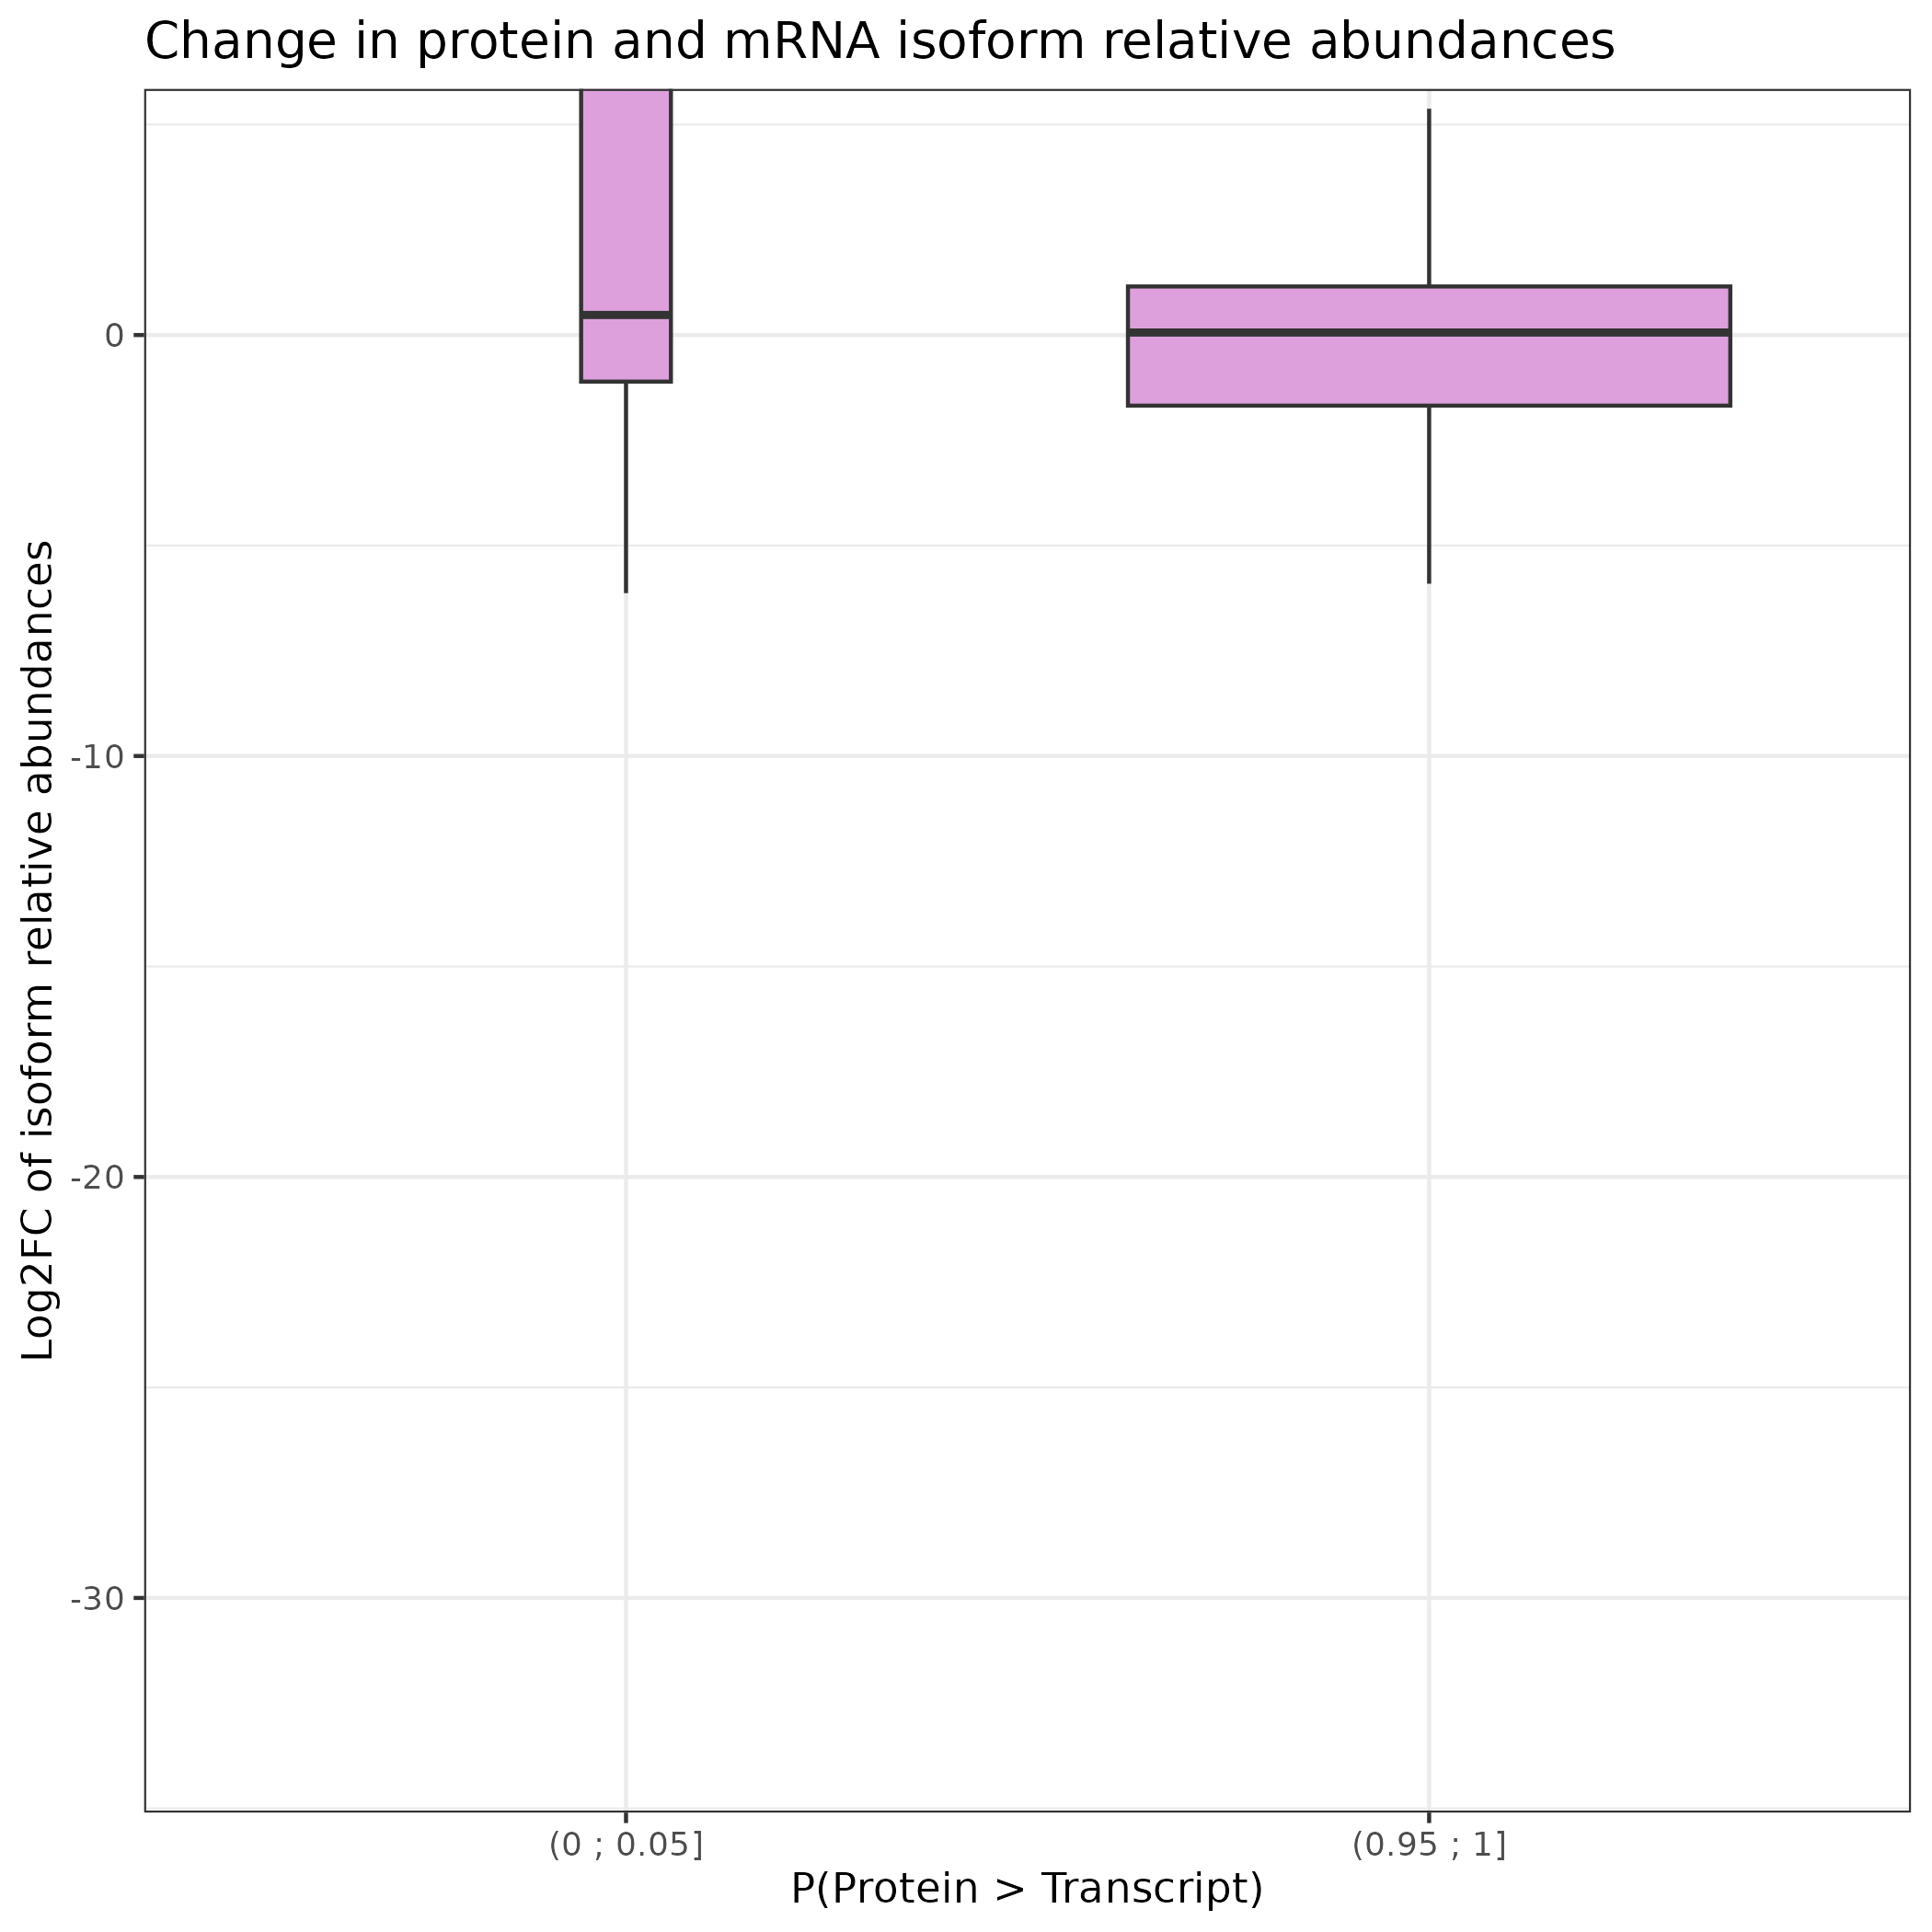 Change in protein and mRNA isoform relative abundances
Log2FC of isoform relative abundances
0
-10
-20
-30
(0 ; 0.05]
(0.95 ; 1]
P(Protein > Transcript)